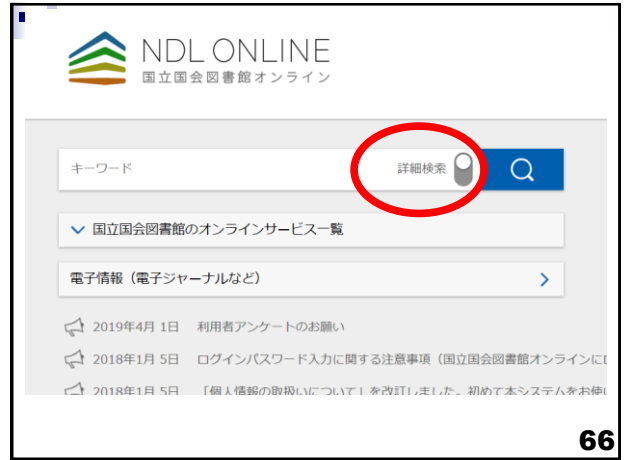 NDL ONLINE
国立国会図書館オンライン
キーワード 詳細検索
国立国会図書館のオンラインサービス一覧
電子情報（電子ジャーナルなど）
2019年4月 1日 利用者アンケートのお願い
2018年1月 5日 ログインパスワード入力に関する注意事項（国立国会図書館オンラインに
2018年1月 5日 「個人情報の取扱いについて」を改訂しました。初めて本システムをお使
66